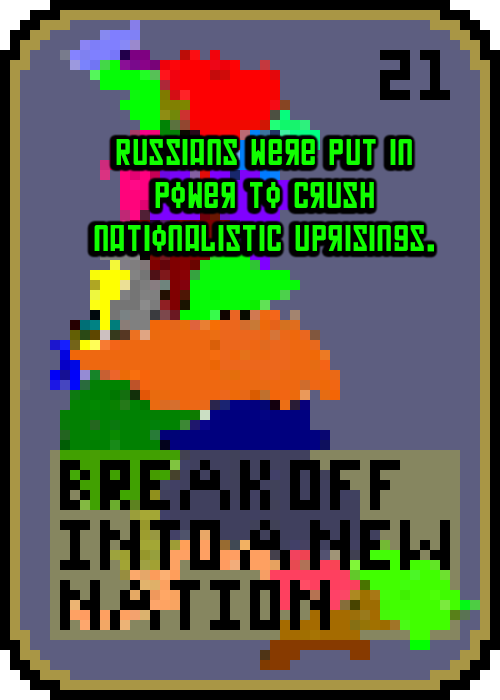 21
RUSSIANS WERE PUT IN
POWER TO CRUSH
NATIONALISTIC UPRISINGS.
BREAK OFF
INTO A NEW
NATION